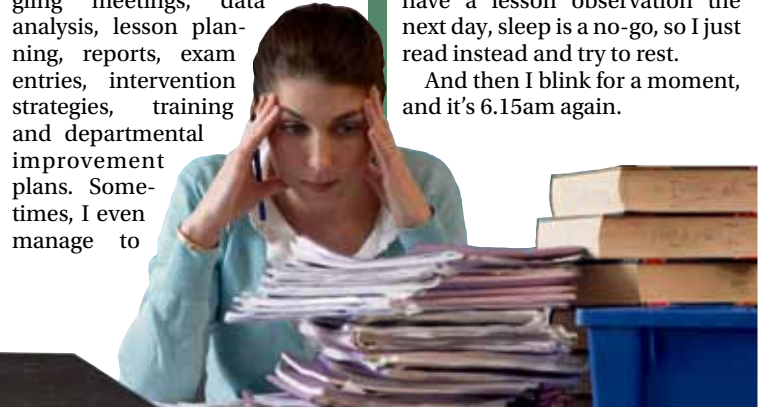 gling meetings, data
analysis, lesson plan-
ning, reports, exam
entries, intervention
strategies, training
and departmental
improvement
plans. Some-
times, I even
manage to
have a lesson observation the
next day, sleep is a no-go, so I just
read instead and try to rest.
And then I blink for a moment,
and it's 6.15am again.